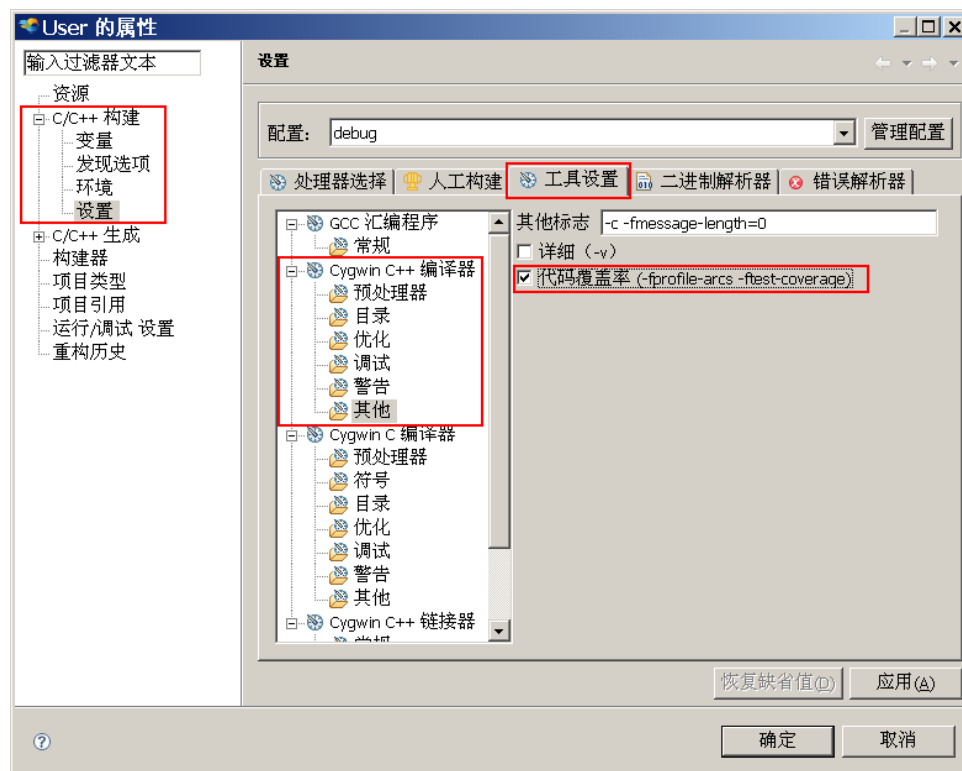 User 的属性
输入过滤器文本
资源
C/C++ 构建
变量
发现选项
环境
设置
C/C++ 生成
构建器
项目类型
项目引用
运行/调试 设置
重构历史
设置
配置: debug 管理配置
处理器选择 人工构建 工具设置 二进制解析器 错误解析器
GCC 汇编程序
常规
Cygwin C++ 编译器
预处理器
目录
优化
调试
警告
其他
Cygwin C 编译器
预处理器
符号
目录
优化
调试
警告
其他
Cygwin C++ 链接器
其他标志 -c -fmessage-length=0
详细（-v）
代码覆盖率 (-fprofile-arcs -ftest-coverage)
恢复缺省值(D) 应用(A)
确定 取消